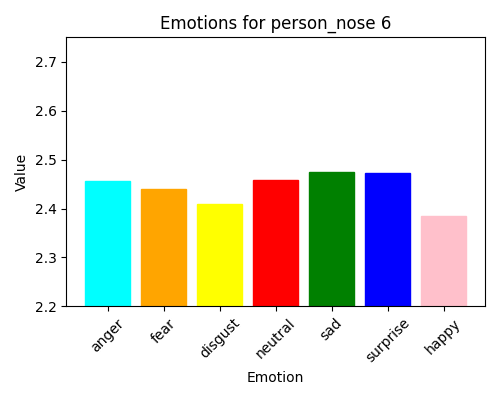 Emotions for person_nose 6
2.7
2.6
2.5
2.4
2.3
2.2
Value
anger
fear
disgust
neutral
sad
surprise
happy
Emotion